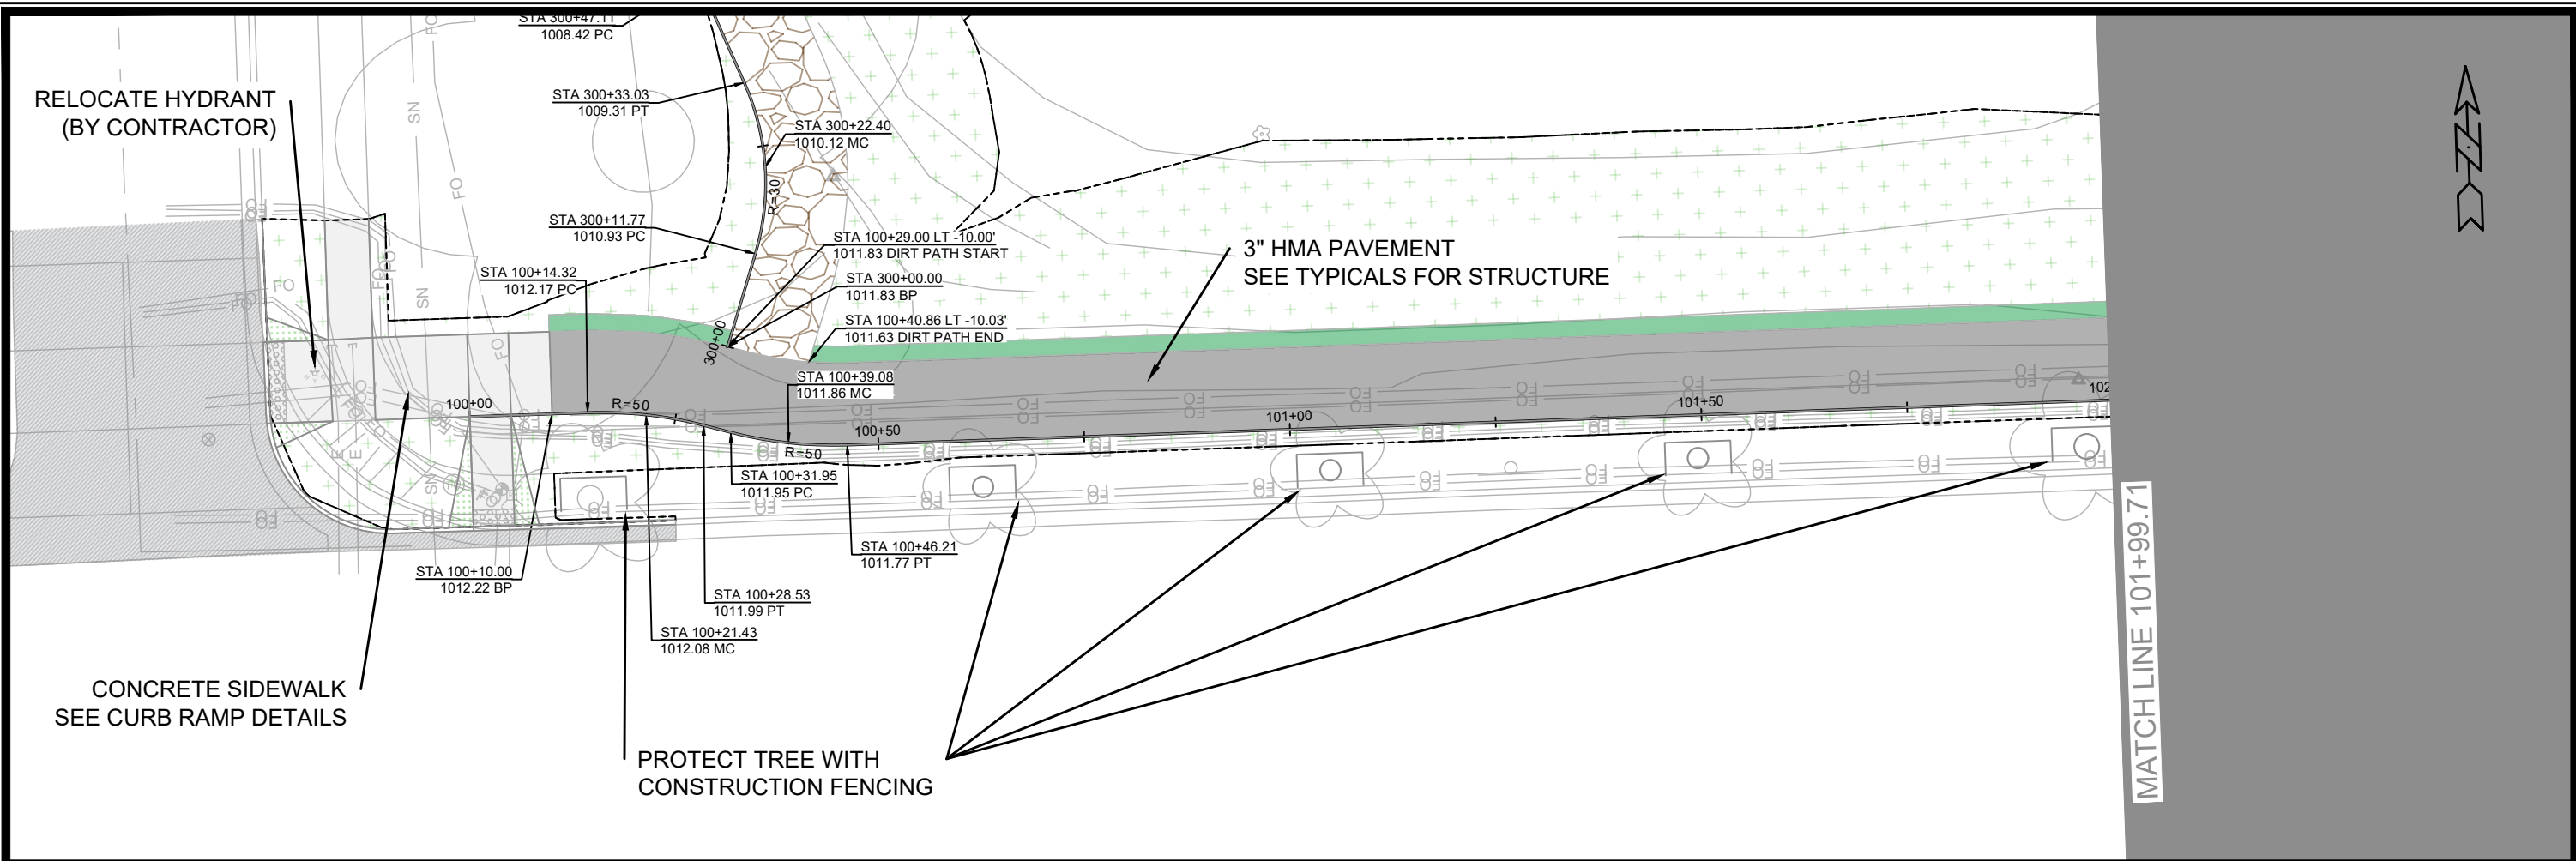 STA 300+47.11
1008.42 PC
RELOCATE HYDRANT
(BY CONTRACTOR)
STA 300+33.03
1009.31 PT
STA 300+22.40
1010.12 MC
R=30
STA 300+11.77
1010.93 PC
STA 100+29.00 LT -10.00'
1011.83 DIRT PATH START
STA 300+00.00
1011.83 BP
STA 100+40.86 LT -10.03'
1011.63 DIRT PATH END
3" HMA PAVEMENT
SEE TYPICALS FOR STRUCTURE
STA 100+14.32
1012.17 PC
300+00
STA 100+39.08
1011.86 MC
100+00
R=50
100+50
101+00
101+50
102
R=50
STA 100+31.95
1011.95 PC
STA 100+46.21
1011.77 PT
STA 100+10.00
1012.22 BP
STA 100+28.53
1011.99 PT
STA 100+21.43
1012.08 MC
CONCRETE SIDEWALK
SEE CURB RAMP DETAILS
PROTECT TREE WITH
CONSTRUCTION FENCING
MATCH LINE 101+99.71
FO
FO
SN
SN
SN
N